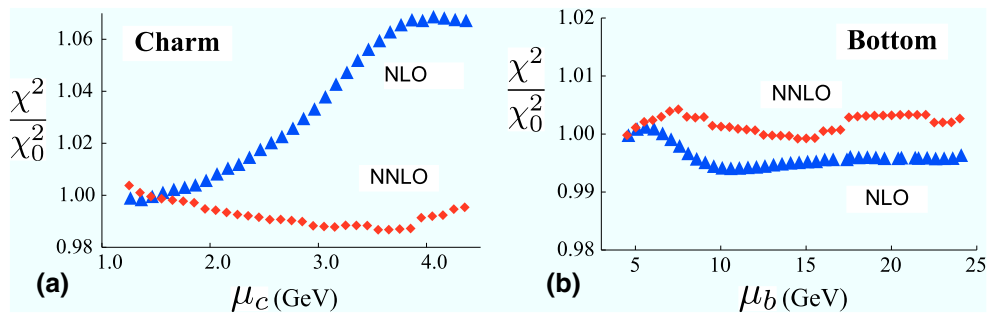 Charm
χ²/χ₀²
1.06
1.04
1.02
1.00
0.98
NLO
NNLO
1.0
2.0
3.0
4.0
(a)
μ_c (GeV)
Bottom
χ²/χ₀²
1.02
1.01
1.00
0.99
0.98
NNLO
NLO
5
10
15
20
25
(b)
μ_b (GeV)